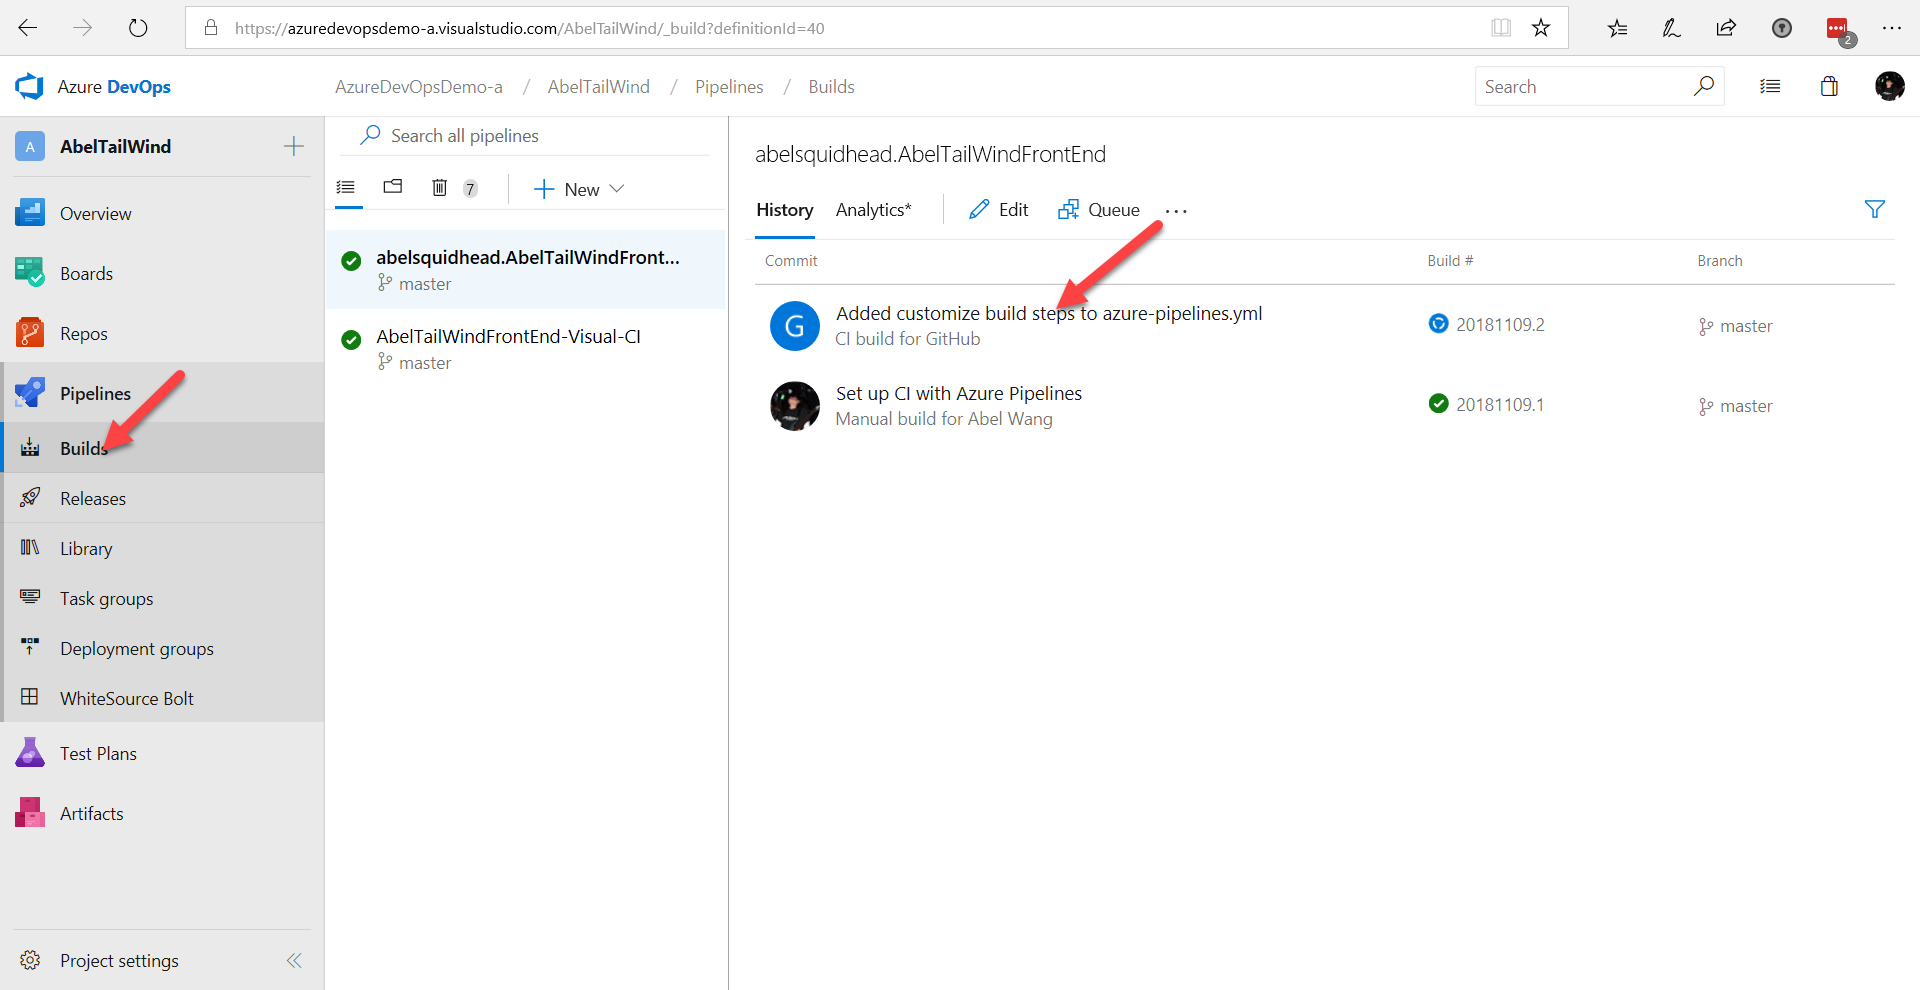 https://azuredevopsdemo-a.visualstudio.com/AbelTailWind/_build?definitionId=40
2
Azure DevOps
AzureDevOpsDemo-a / AbelTailWind / Pipelines / Builds
Search
A
AbelTailWind
Overview
Boards
Repos
Pipelines
Builds
Releases
Library
Task groups
Deployment groups
WhiteSource Bolt
Test Plans
Artifacts
Project settings
Search all pipelines
7
New
abelsquidhead.AbelTailWindFront...
master
AbelTailWindFrontEnd-Visual-CI
master
abelsquidhead.AbelTailWindFrontEnd
History Analytics* Edit Queue ...
Commit Build # Branch
G
Added customize build steps to azure-pipelines.yml
CI build for GitHub
20181109.2
master
Set up CI with Azure Pipelines
Manual build for Abel Wang
20181109.1
master